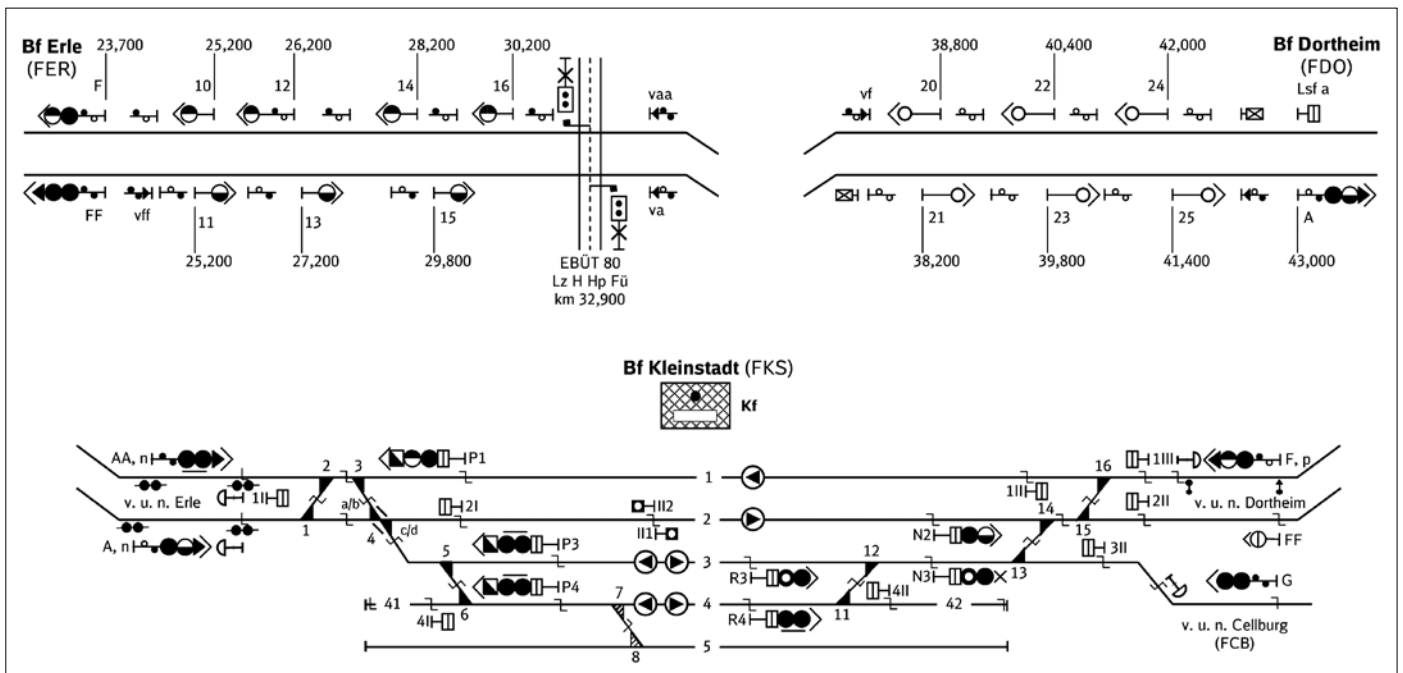 Bf Erle
(FER)
23,700
25,200
26,200
28,200
30,200
38,800
40,400
42,000
Bf Dortheim
(FDO)
F
10
12
14
16
vaa
vf
20
22
24
Lsf a
FF
vff
11
13
15
va
21
23
25
A
25,200
27,200
29,800
EBÜT 80
Lz H Hp Fü
km 32,900
38,200
39,800
41,400
43,000
Bf Kleinstadt (FKS)
Kf
AA, n
2
3
P1
1
1III
16
1III
F, p
v. u. n. Erle
1II
a/b
2I
II2
2
14
2II
v. u. n. Dortheim
A, n
1
4
c/d
II1
N2
15
FF
5
P3
3
R3
12
N3
13
3II
G
41
6
4I
P4
7
4
R4
11
4II
42
v. u. n. Cellburg
(FCB)
8
5